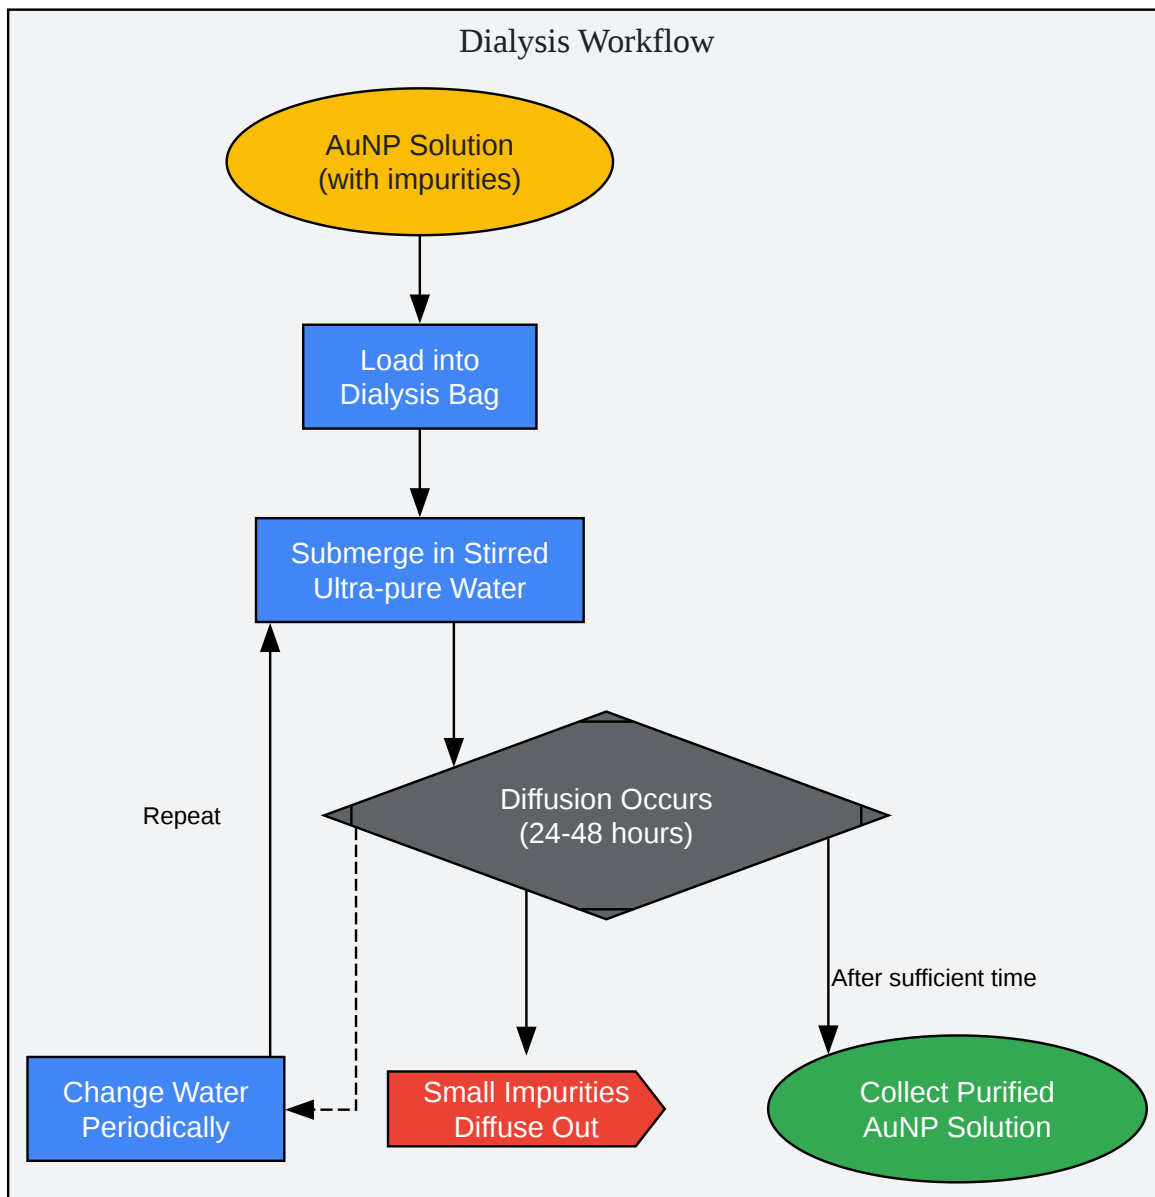 Dialysis Workflow
AuNP Solution
(with impurities)
Load into
Dialysis Bag
Submerge in Stirred
Ultra-pure Water
Repeat
Diffusion Occurs
(24-48 hours)
After sufficient time
Change Water
Periodically
Small Impurities
Diffuse Out
Collect Purified
AuNP Solution